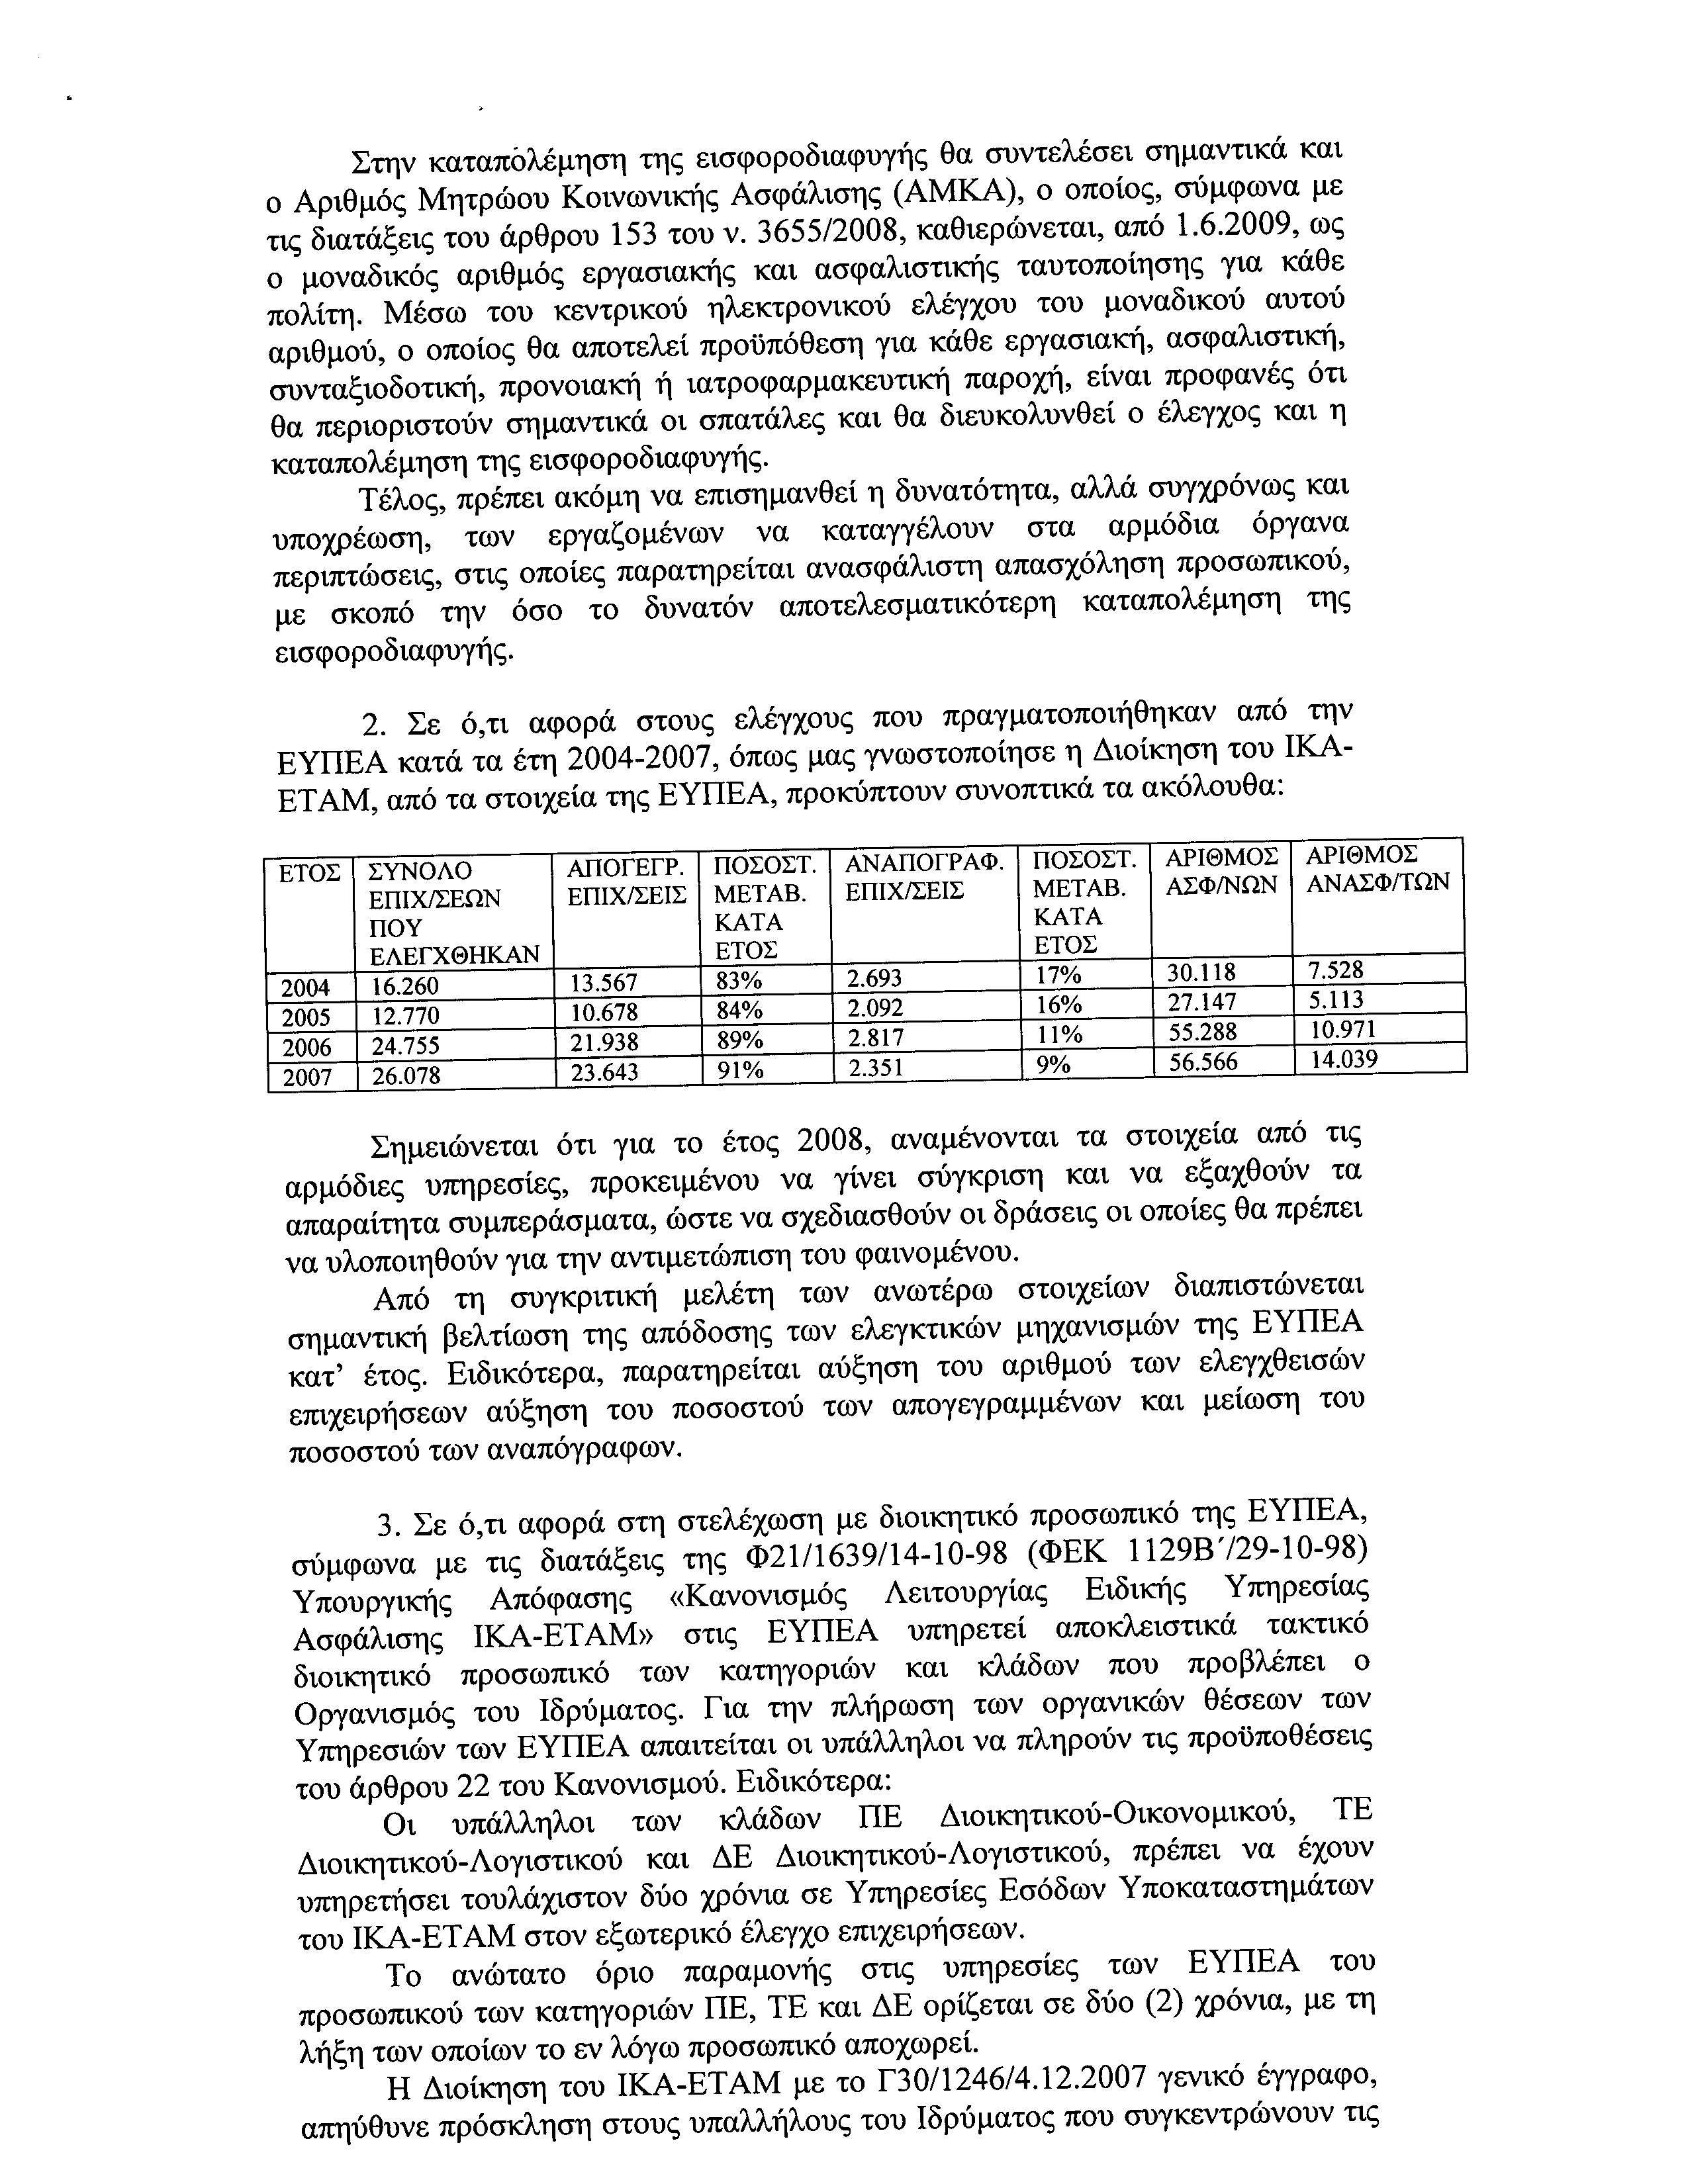 Στην καταπολέμηση της εισφοροδιαφυγής θα συντελέσει σημαντικά και
ο Αριθμός Μητρώου Κοινωνικής Ασφάλισης (ΑΜΚΑ), ο οποίος, σύμφωνα με
τις διατάξεις του άρθρου 153 του ν. 3655/2008, καθιερώνεται, από 1.6.2009, ως
ο μοναδικός αριθμός εργασιακής και ασφαλιστικής ταυτοποίησης για κάθε
πολίτη. Μέσω του κεντρικού ηλεκτρονικού ελέγχου του μοναδικού αυτού
αριθμού, ο οποίος θα αποτελεί προϋπόθεση για κάθε εργασιακή, ασφαλιστική,
συνταξιοδοτική, προνοιακή ή ιατροφαρμακευτική παροχή, είναι προφανές ότι
θα περιοριστούν σημαντικά οι σπατάλες και θα διευκολυνθεί ο έλεγχος και η
καταπολέμηση της εισφοροδιαφυγής.
Τέλος, πρέπει ακόμη να επισημανθεί η δυνατότητα, αλλά συγχρόνως και
υποχρέωση, των εργαζομένων να καταγγέλουν στα αρμόδια όργανα
περιπτώσεις, στις οποίες παρατηρείται ανασφάλιστη απασχόληση προσωπικού,
με σκοπό την όσο το δυνατόν αποτελεσματικότερη καταπολέμηση της
εισφοροδιαφυγής.
2. Σε ό,τι αφορά στους ελέγχους που πραγματοποιήθηκαν από την
ΕΥΠΕΑ κατά τα έτη 2004-2007, όπως μας γνωστοποίησε η Διοίκηση του ΙΚΑ-
ΕΤΑΜ, από τα στοιχεία της ΕΥΠΕΑ, προκύπτουν συνοπτικά τα ακόλουθα:
ΕΤΟΣ ΣΥΝΟΛΟ ΑΠΟΓΕΓΡ. ΠΟΣΟΣΤ. ΑΝΑΠΟΓΡΑΦ. ΠΟΣΟΣΤ. ΑΡΙΘΜΟΣ ΑΡΙΘΜΟΣ
ΕΠΙΧ/ΣΕΩΝ ΕΠΙΧ/ΣΕΙΣ ΜΕΤΑΒ. ΕΠΙΧ/ΣΕΙΣ ΜΕΤΑΒ. ΑΣΦ/ΝΩΝ ΑΝΑΣΦ/ΤΩΝ
ΠΟΥ ΚΑΤΑ ΚΑΤΑ
ΕΛΕΓΧΘΗΚΑΝ ΕΤΟΣ ΕΤΟΣ
2004 16.260 13.567 83% 2.693 17% 30.118 7.528
2005 12.770 10.678 84% 2.092 16% 27.147 5.113
2006 24.755 21.938 89% 2.817 11% 55.288 10.971
2007 26.078 23.643 91% 2.351 9% 56.566 14.039
Σημειώνεται ότι για το έτος 2008, αναμένονται τα στοιχεία από τις
αρμόδιες υπηρεσίες, προκειμένου να γίνει σύγκριση και να εξαχθούν τα
απαραίτητα συμπεράσματα, ώστε να σχεδιασθούν οι δράσεις οι οποίες θα πρέπει
να υλοποιηθούν για την αντιμετώπιση του φαινομένου.
Από τη συγκριτική μελέτη των ανωτέρω στοιχείων διαπιστώνεται
σημαντική βελτίωση της απόδοσης των ελεγκτικών μηχανισμών της ΕΥΠΕΑ
κατ’ έτος. Ειδικότερα, παρατηρείται αύξηση του αριθμού των ελεγχθεισών
επιχειρήσεων αύξηση του ποσοστού των απογεγραμμένων και μείωση του
ποσοστού των αναπόγραφων.
3. Σε ό,τι αφορά στη στελέχωση με διοικητικό προσωπικό της ΕΥΠΕΑ,
σύμφωνα με τις διατάξεις της Φ21/1639/14-10-98 (ΦΕΚ 1129Β΄/29-10-98)
Υπουργικής Απόφασης «Κανονισμός Λειτουργίας Ειδικής Υπηρεσίας
Ασφάλισης ΙΚΑ-ΕΤΑΜ» στις ΕΥΠΕΑ υπηρετεί αποκλειστικά τακτικό
διοικητικό προσωπικό των κατηγοριών και κλάδων που προβλέπει ο
Οργανισμός του Ιδρύματος. Για την πλήρωση των οργανικών θέσεων των
Υπηρεσιών των ΕΥΠΕΑ απαιτείται οι υπάλληλοι να πληρούν τις προϋποθέσεις
του άρθρου 22 του Κανονισμού. Ειδικότερα:
Οι υπάλληλοι των κλάδων ΠΕ Διοικητικού-Οικονομικού, ΤΕ
Διοικητικού-Λογιστικού και ΔΕ Διοικητικού-Λογιστικού, πρέπει να έχουν
υπηρετήσει τουλάχιστον δύο χρόνια σε Υπηρεσίες Εσόδων Υποκαταστημάτων
του ΙΚΑ-ΕΤΑΜ στον εξωτερικό έλεγχο επιχειρήσεων.
Το ανώτατο όριο παραμονής στις υπηρεσίες των ΕΥΠΕΑ του
προσωπικού των κατηγοριών ΠΕ, ΤΕ και ΔΕ ορίζεται σε δύο (2) χρόνια, με τη
λήξη των οποίων το εν λόγω προσωπικό αποχωρεί.
Η Διοίκηση του ΙΚΑ-ΕΤΑΜ με το Γ30/1246/4.12.2007 γενικό έγγραφο,
απηύθυνε πρόσκληση στους υπαλλήλους του Ιδρύματος που συγκεντρώνουν τις